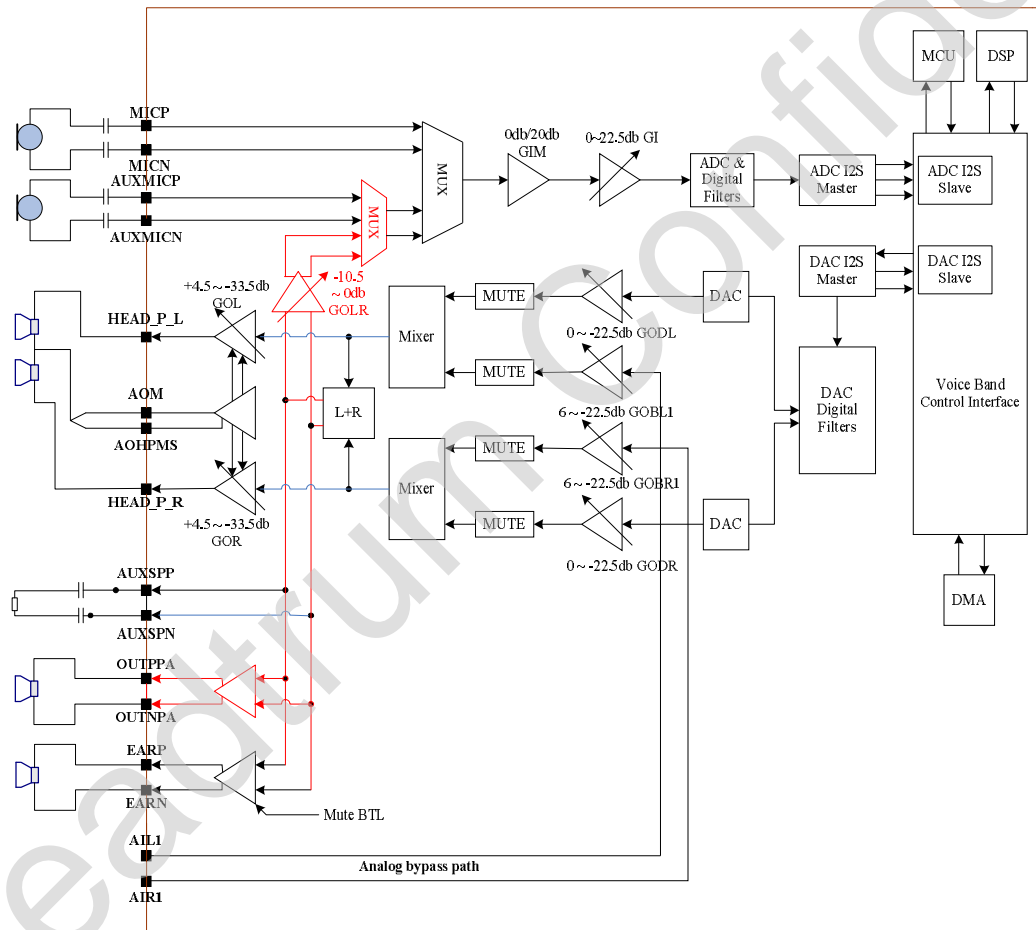 MCU
DSP
MICP
MICN
AUXMICP
AUXMICN
MUX
MUX
0db/20db
GIM
0~22.5db GI
ADC &
Digital
Filters
ADC I2S
Master
ADC I2S
Slave
DAC I2S
Master
DAC I2S
Slave
-10.5
~ 0db
GOLR
+4.5 ~ -33.5db
GOL
HEAD_P_L
Mixer
MUTE
DAC
0 ~ -22.5db GODL
MUTE
AOM
L+R
6 ~ -22.5db GOBL1
DAC
Digital
Filters
Voice Band
Control Interface
AOHPMS
Mixer
MUTE
HEAD_P_R
6 ~ -22.5db GOBR1
+4.5 ~ -33.5db
GOR
MUTE
DAC
0 ~ -22.5db GODR
AUXSPP
AUXSPN
DMA
OUTPPA
OUTNPA
EARP
EARN
Mute BTL
AIL1
Analog bypass path
AIR1
eadtrum Confid